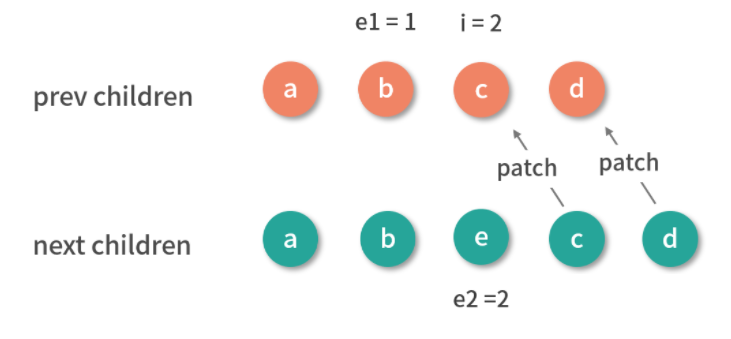 e1 = 1 i = 2
prev children a b c d
patch patch
next children a b e c d
e2 =2